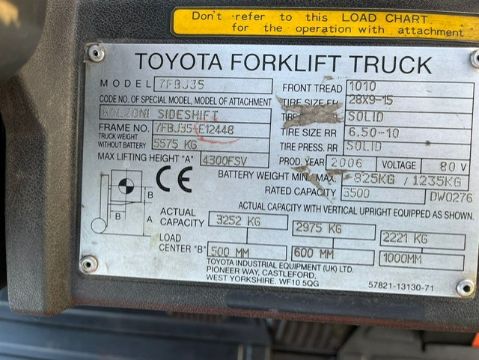 Don't refer to this LOAD CHART
for the operation with attachment
TOYOTA FORKLIFT TRUCK
MODEL 7FBJ35
CODE NO. OF SPECIAL MODEL, MODEL OF ATTACHMENT
BOLZONI SIDESHIFT
FRAME NO. 7FBJ35-E12448
TRUCK WEIGHT WITHOUT BATTERY 5575 KG
MAX LIFTING HEIGHT "A" 4300FSV
FRONT TREAD 1010
TIRE SIZE FR 28X9-15
SOLID
TIRE SIZE RR 6.50-10
TIRE PRESS. RR SOLID
PROD. YEAR 2006 VOLTAGE 80 V
BATTERY WEIGHT MIN. MAX 825KG / 1235KG
RATED CAPACITY 3500 DW0276
ACTUAL CAPACITY WITH VERTICAL UPRIGHT EQUIPPED AS SHOWN.
CE
B
B
A
ACTUAL CAPACITY 3252 KG 2975 KG 2221 KG
LOAD CENTER "B" 500 MM 600 MM 1000MM
TOYOTA INDUSTRIAL EQUIPMENT (UK) LTD.
PIONEER WAY, CASTLEFORD,
WEST YORKSHIRE. WF10 5QG
57821-13130-71